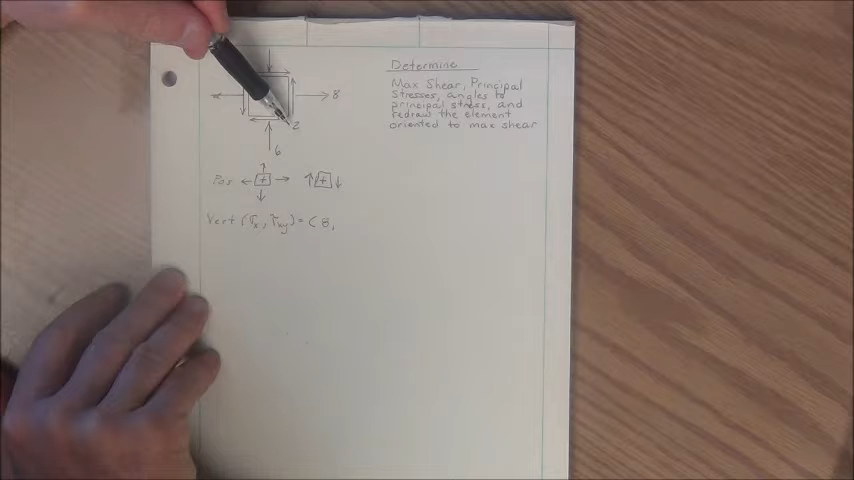 8
2
6
Determine
Max Shear, Principal
Stresses, angles to
principal stress, and
redraw the element
oriented to max shear
Pos + +
Vert (σx, τxy) = (8,